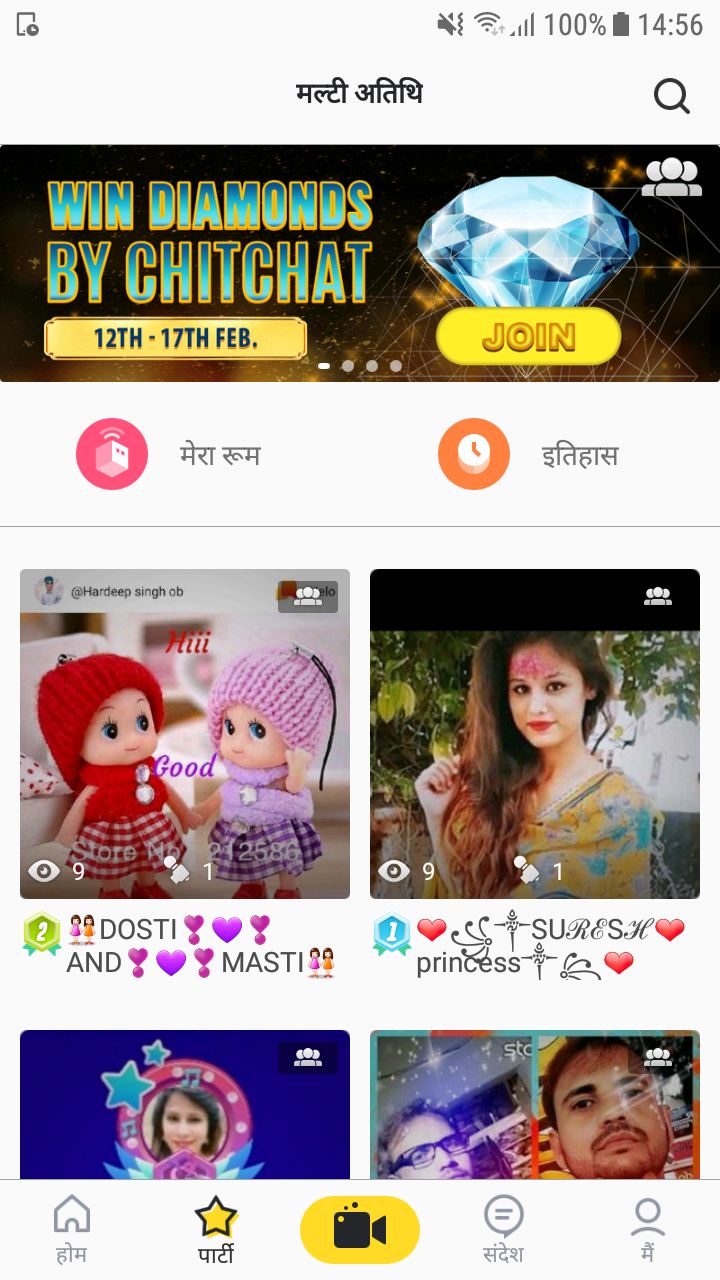 100% 14:56
मल्टी अतिथि
WIN DIAMONDS
BY CHITCHAT
12TH - 17TH FEB.
JOIN
मेरा रूम
इतिहास
@Hardeep singh ob
Hiii
Good
Store No. 212586
9 1
9 1
2 👭DOSTI❣💜❣
AND❣💜❣MASTI👭
1 ❤꧁༒SU𝓡𝓔S𝓗❤
princess༒꧂❤
होम
पार्टी
संदेश
मैं